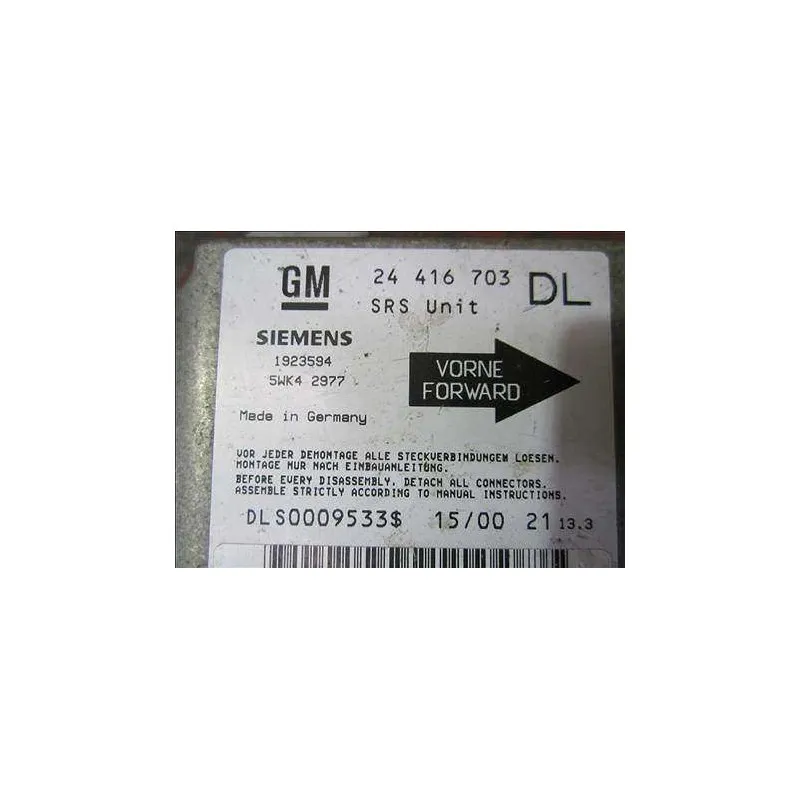 GM 24 416 703 DL
SRS Unit
SIEMENS
1923594
5WK4 2977
VORNE
FORWARD
Made in Germany
VOR JEDER DEMONTAGE ALLE STECKVERBINDUNGEN LOESEN.
MONTAGE NUR NACH EINBAUANLEITUNG.
BEFORE EVERY DISASSEMBLY, DETACH ALL CONNECTORS.
ASSEMBLE STRICTLY ACCORDING TO MANUAL INSTRUCTIONS.
DLS0009533$ 15/00 21 13.3